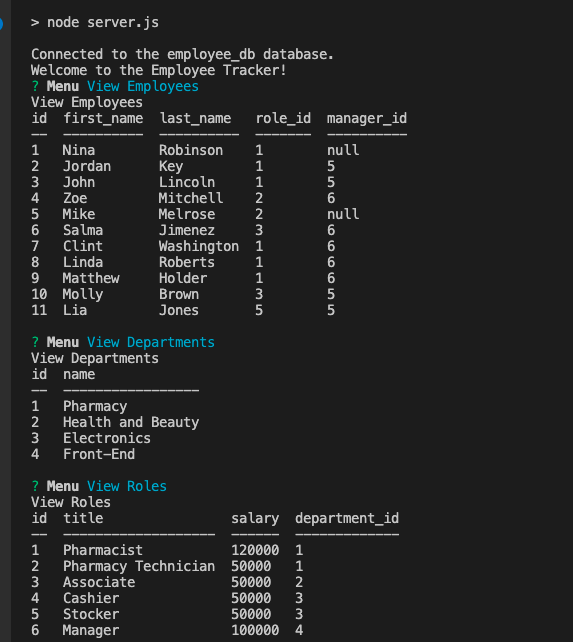 > node server.js
Connected to the employee_db database.
Welcome to the Employee Tracker!
? Menu View Employees
View Employees
id  first_name  last_name   role_id  manager_id
--  ----------  ----------  -------  ----------
1   Nina        Robinson    1        null
2   Jordan      Key         1        5
3   John        Lincoln     1        5
4   Zoe         Mitchell    2        6
5   Mike        Melrose     2        null
6   Salma       Jimenez     3        6
7   Clint       Washington  1        6
8   Linda       Roberts     1        6
9   Matthew     Holder      1        6
10  Molly       Brown       3        5
11  Lia         Jones       5        5
? Menu View Departments
View Departments
id  name
--  -----------------
1   Pharmacy
2   Health and Beauty
3   Electronics
4   Front-End
? Menu View Roles
View Roles
id  title                salary  department_id
--  -------------------  ------  -------------
1   Pharmacist           120000  1
2   Pharmacy Technician  50000   1
3   Associate            50000   2
4   Cashier              50000   3
5   Stocker              50000   3
6   Manager              100000  4